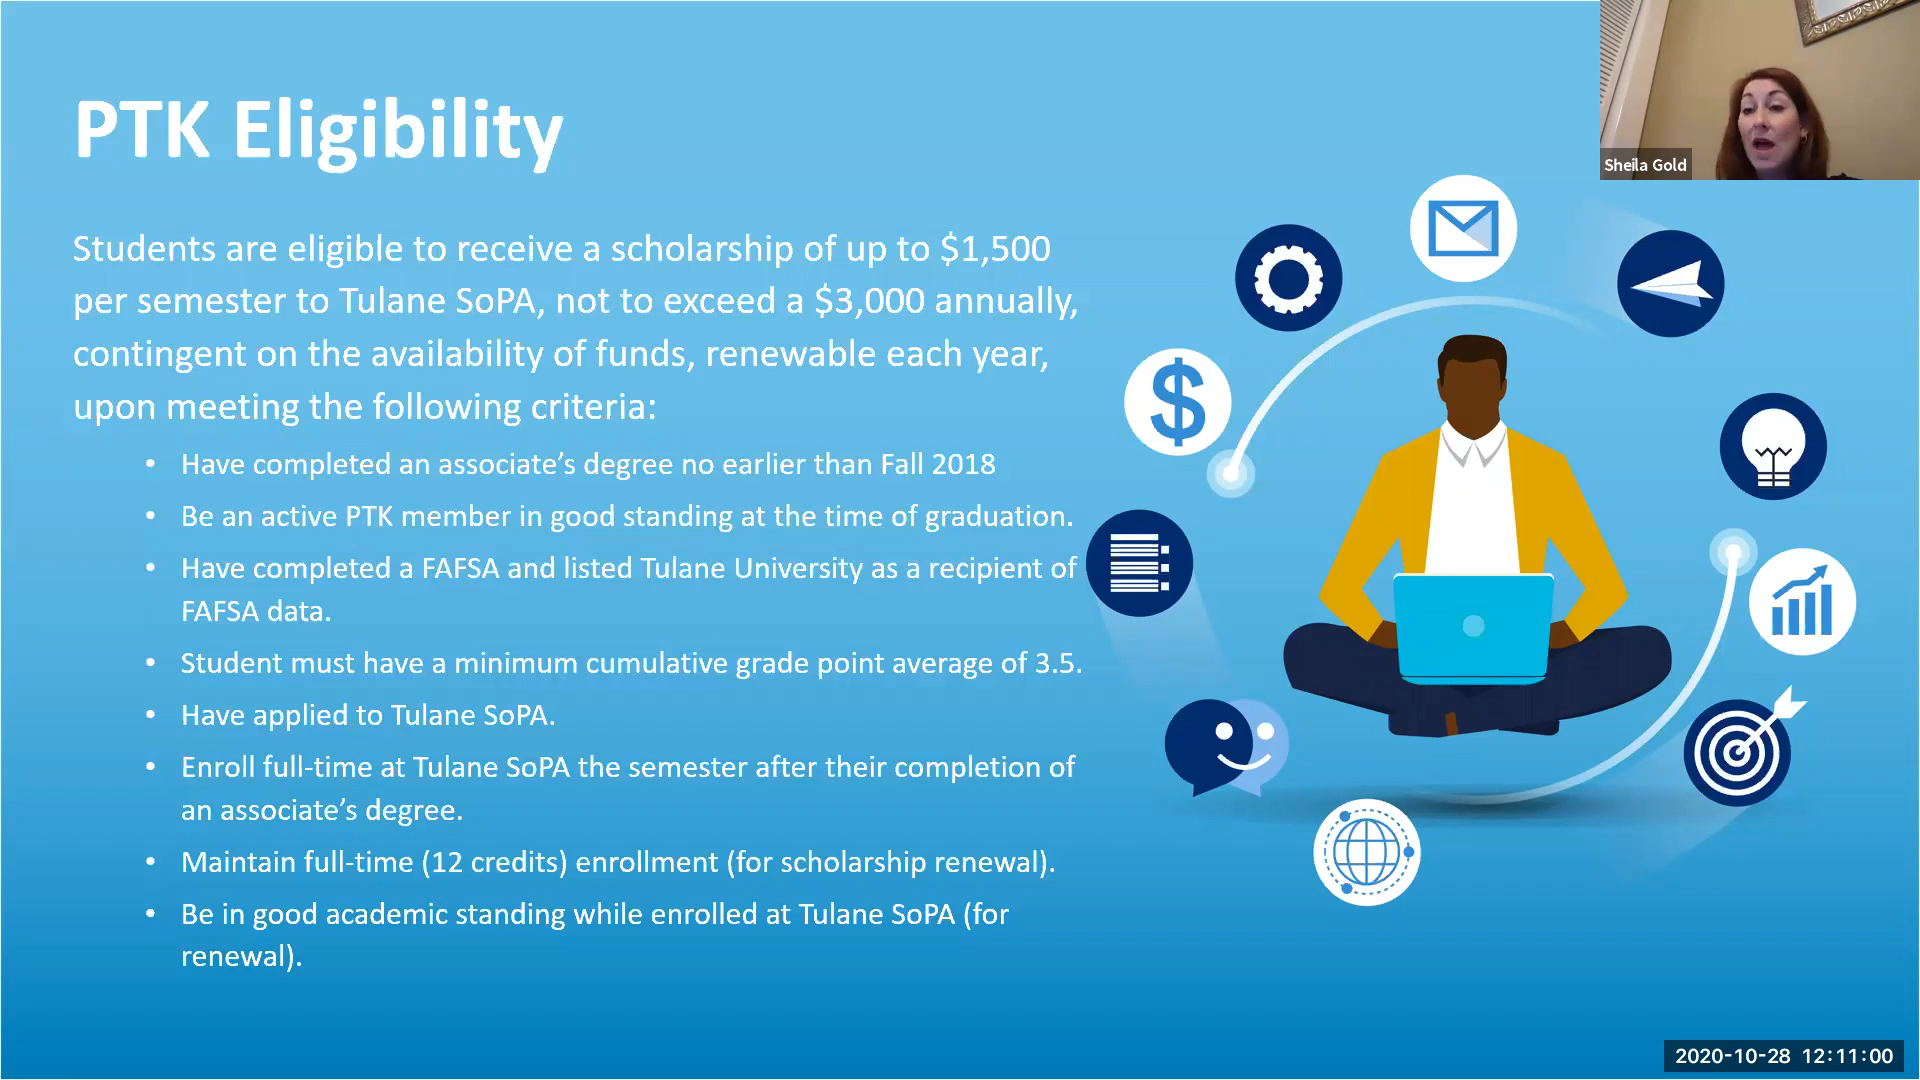 PTK Eligibility
Students are eligible to receive a scholarship of up to $1,500
per semester to Tulane SoPA, not to exceed a $3,000 annually,
contingent on the availability of funds, renewable each year,
upon meeting the following criteria:
• Have completed an associate’s degree no earlier than Fall 2018
• Be an active PTK member in good standing at the time of graduation.
• Have completed a FAFSA and listed Tulane University as a recipient of
FAFSA data.
• Student must have a minimum cumulative grade point average of 3.5.
• Have applied to Tulane SoPA.
• Enroll full-time at Tulane SoPA the semester after their completion of
an associate’s degree.
• Maintain full-time (12 credits) enrollment (for scholarship renewal).
• Be in good academic standing while enrolled at Tulane SoPA (for
renewal).
Sheila Gold
$
2020-10-28 12:11:00